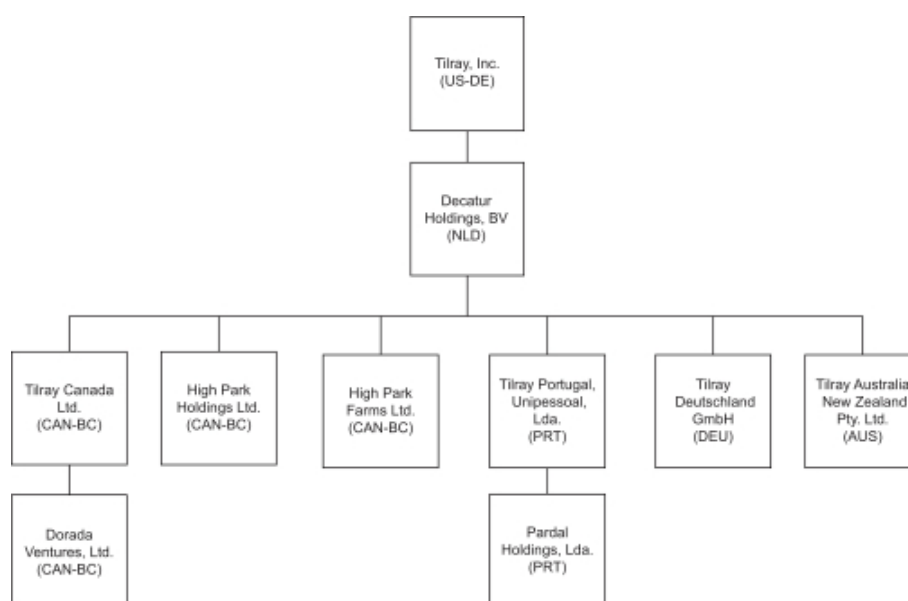 Tilray, Inc.
(US-DE)
Decatur
Holdings, BV
(NLD)
Tilray Canada
Ltd.
(CAN-BC)
High Park
Holdings Ltd.
(CAN-BC)
High Park
Farms Ltd.
(CAN-BC)
Tilray Portugal,
Unipessoal,
Lda.
(PRT)
Tilray
Deutschland
GmbH
(DEU)
Tilray Australia
New Zealand
Pty. Ltd.
(AUS)
Dorada
Ventures, Ltd.
(CAN-BC)
Pardal
Holdings, Lda.
(PRT)